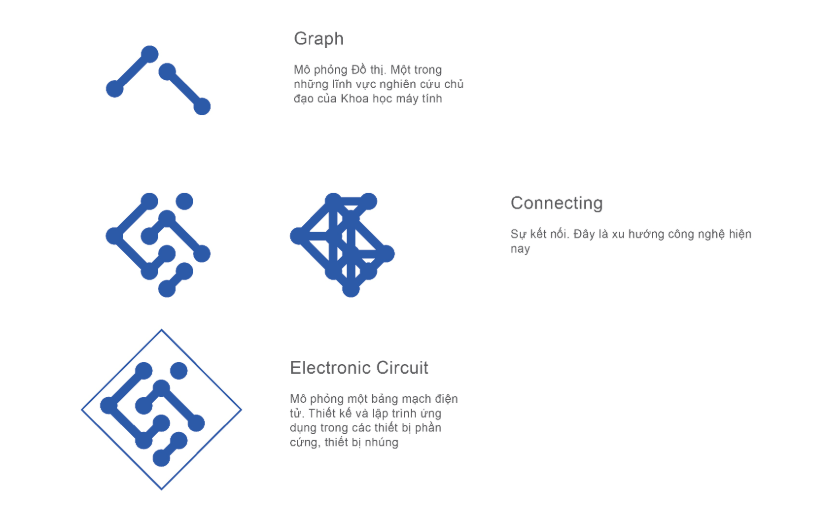 Graph
Mô phỏng Đồ thị. Một trong
những lĩnh vực nghiên cứu chủ
đạo của Khoa học máy tính
Connecting
Sự kết nối. Đây là xu hướng công nghệ hiện
nay
Electronic Circuit
Mô phỏng một bảng mạch điện
tử. Thiết kế và lập trình ứng
dụng trong các thiết bị phần
cứng, thiết bị nhúng